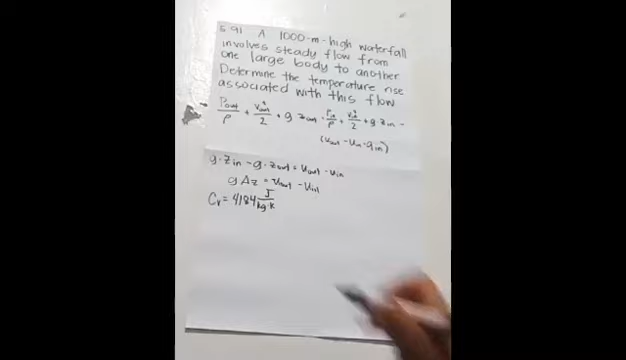 5.91 A 1000-m-high waterfall
involves steady flow from
one large body to another
Determine the temperature rise
associated with this flow
Pout/ρ + Vout²/2 + g zout = Pin/ρ + Vin²/2 + g zin -
(uout - uin - qin)
g·zin - g·zout = uout - uin
gΔz = uout - uin
Cv = 4184 J/kg·K